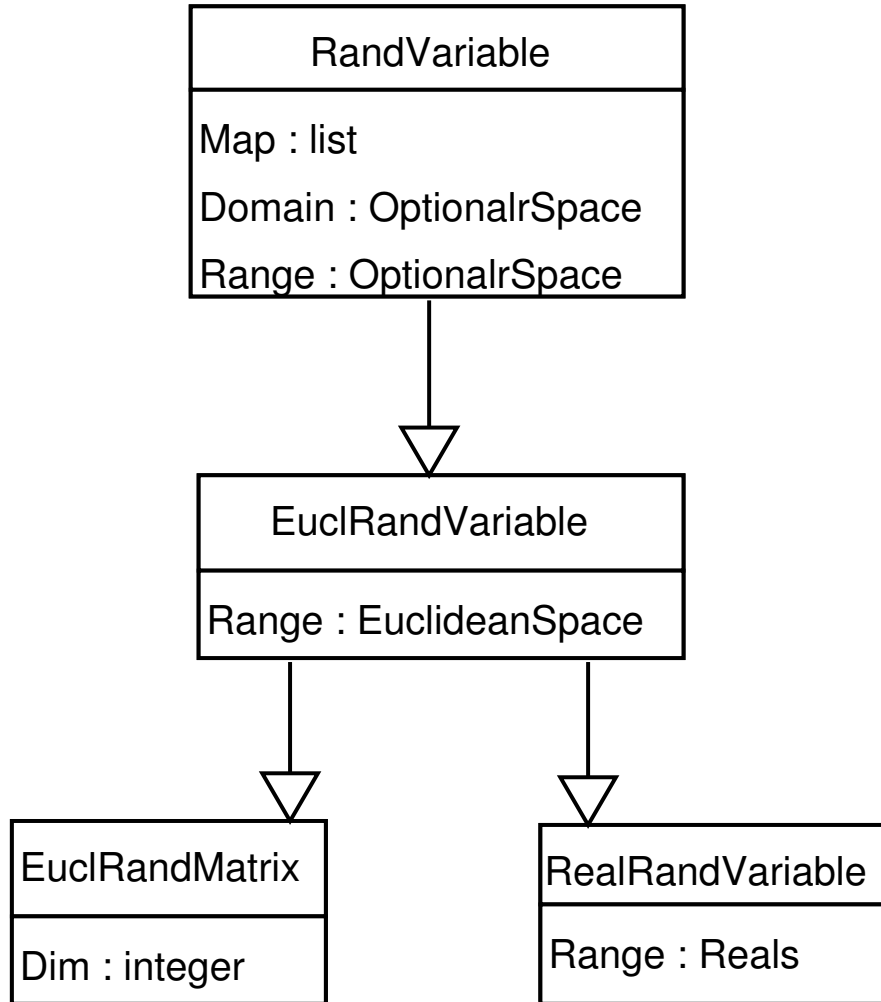 RandVariable
Map : list
Domain : OptionalrSpace
Range : OptionalrSpace
EuclRandVariable
Range : EuclideanSpace
EuclRandMatrix
Dim : integer
RealRandVariable
Range : Reals